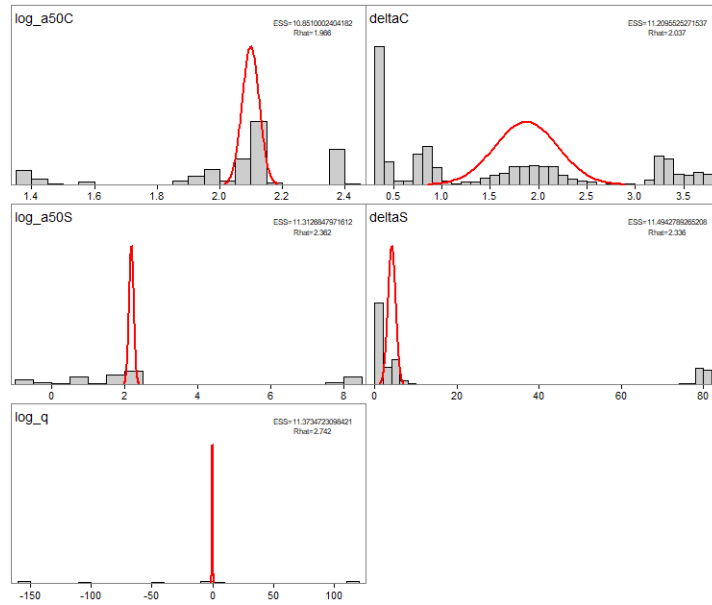 log_a50C
ESS=10.8510002404182
Rhat=1.966
1.4 1.6 1.8 2.0 2.2 2.4
deltaC
ESS=11.2095525271537
Rhat=2.037
0.5 1.0 1.5 2.0 2.5 3.0 3.5
log_a50S
ESS=11.3126847971612
Rhat=2.362
0 2 4 6 8
deltaS
ESS=11.4942789265208
Rhat=2.336
0 20 40 60 80
log_q
ESS=11.3734723098421
Rhat=2.742
-150 -100 -50 0 50 100